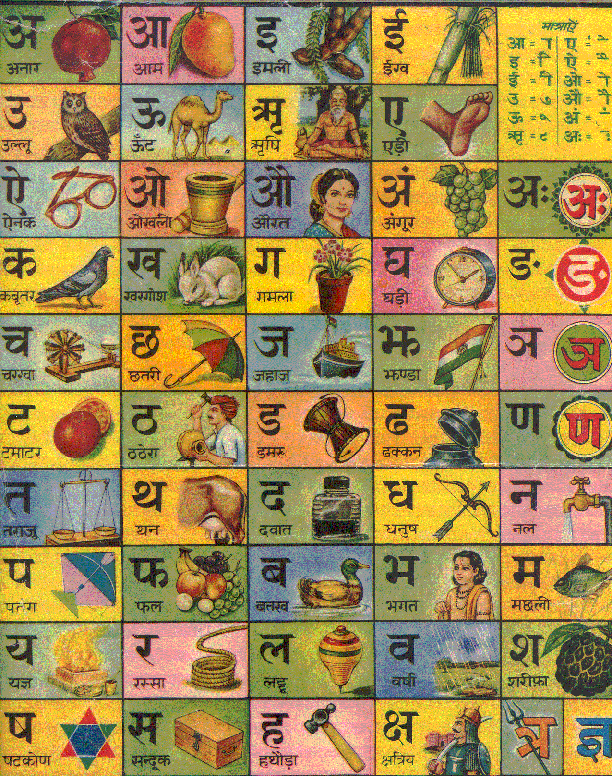 अ
अनार
आ
आम
इ
इमली
ई
ईख
मात्राऐं
आ = ा ए = े
इ = ि ऐ = ै
ई = ी ओ = ो
उ = ु औ = ौ
ऊ = ू अं = ं
ऋ = ृ अः = ः
उ
उल्लू
ऊ
ऊँट
ऋ
ऋषि
ए
एड़ी
ऐ
ऐनक
ओ
ओखली
औ
औरत
अं
अंगूर
अः
अः
क
कबूतर
ख
खरगोश
ग
गमला
घ
घड़ी
ङ
ङ
च
चरखा
छ
छतरी
ज
जहाज
झ
झण्डा
ञ
ञ
ट
टमाटर
ठ
ठठेरा
ड
डमरू
ढ
ढक्कन
ण
ण
त
तराजू
थ
थन
द
दवात
ध
धनुष
न
नल
प
पतंग
फ
फल
ब
बतख
भ
भगत
म
मछली
य
यज्ञ
र
रस्सा
ल
लट्टू
व
वर्षा
श
शरीफ़ा
ष
षटकोण
स
सन्दूक
ह
हथौड़ा
क्ष
क्षत्रिय
त्र
ज्ञ